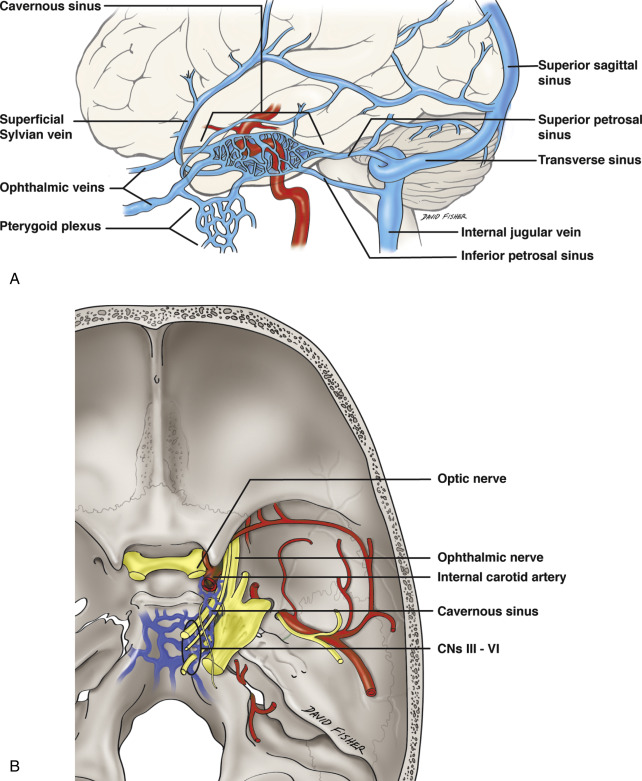 Cavernous sinus
Superior sagittal
sinus
Superficial
Sylvian vein
Superior petrosal
sinus
Transverse sinus
Ophthalmic veins
Pterygoid plexus
DAVID FISHER
Internal jugular vein
Inferior petrosal sinus
A
Optic nerve
Ophthalmic nerve
Internal carotid artery
Cavernous sinus
CNs III - VI
DAVID FISHER
B